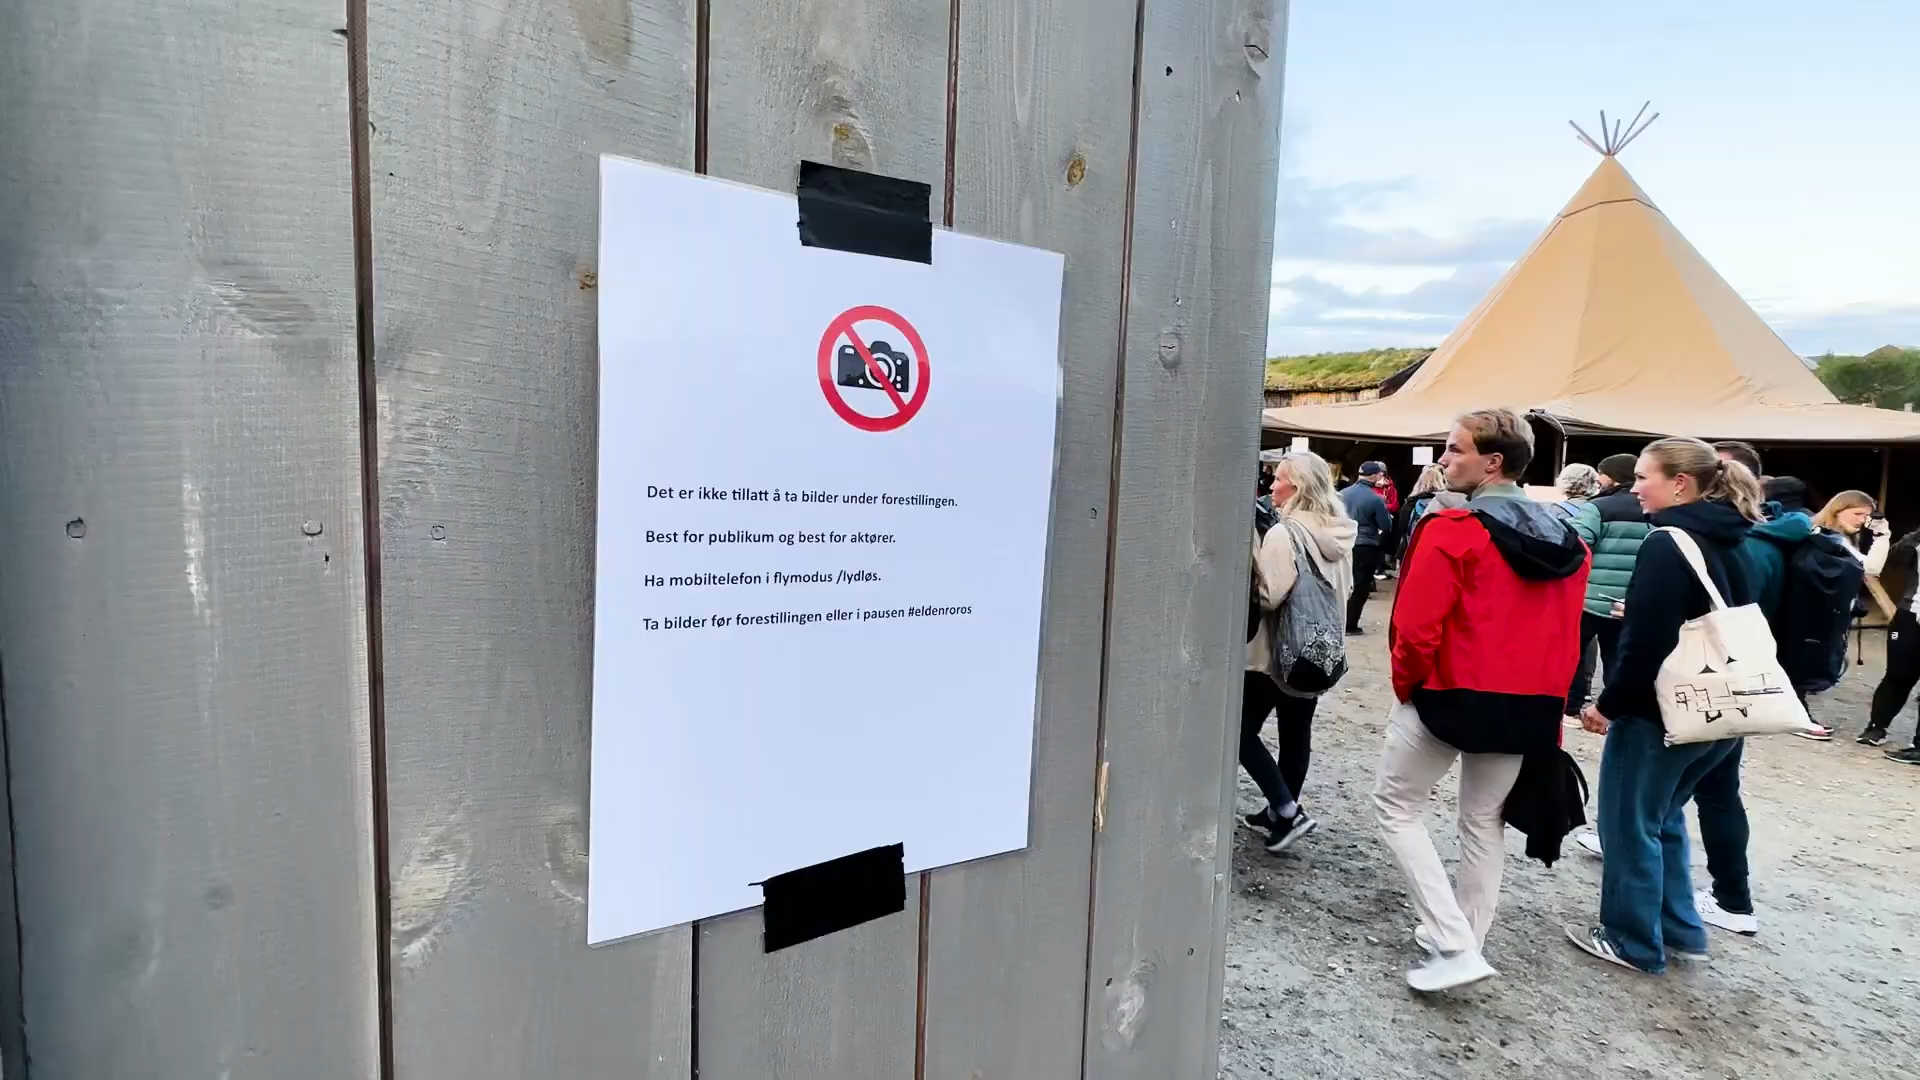 Det er ikke tillatt å ta bilder under forestillingen.
Best for publikum og best for aktører.
Ha mobiltelefon i flymodus /lydløs.
Ta bilder før forestillingen eller i pausen #eldenroros